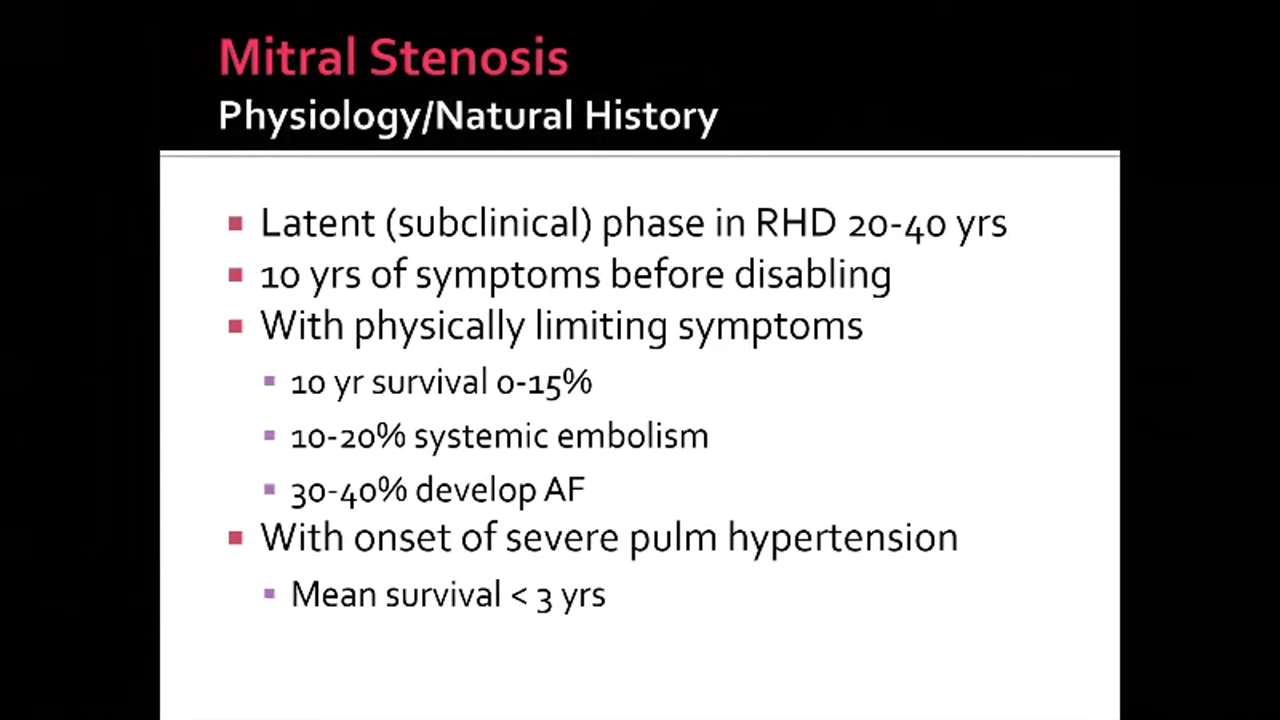 Mitral Stenosis
Physiology/Natural History
Latent (subclinical) phase in RHD 20-40 yrs
10 yrs of symptoms before disabling
With physically limiting symptoms
10 yr survival 0-15%
10-20% systemic embolism
30-40% develop AF
With onset of severe pulm hypertension
Mean survival < 3 yrs